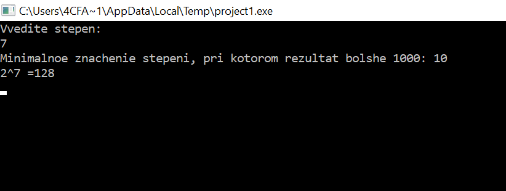 C:\Users\4CFA~1\AppData\Local\Temp\project1.exe
Vvedite stepen:
7
Minimalnoe znachenie stepeni, pri kotorom rezultat bolshe 1000: 10
2^7 =128